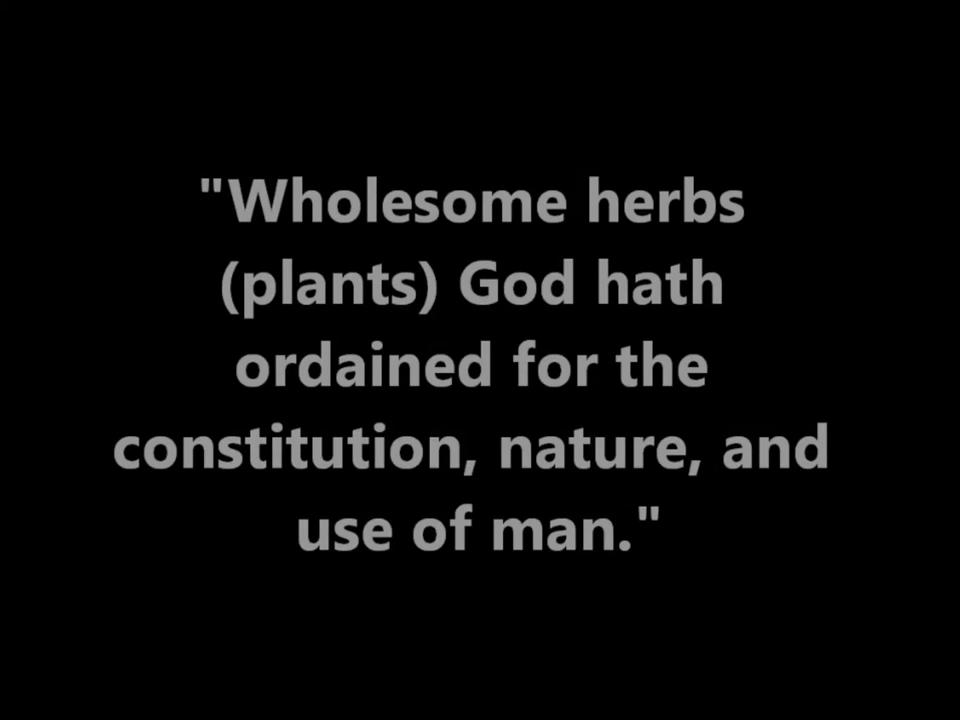 "Wholesome herbs
(plants) God hath
ordained for the
constitution, nature, and
use of man."